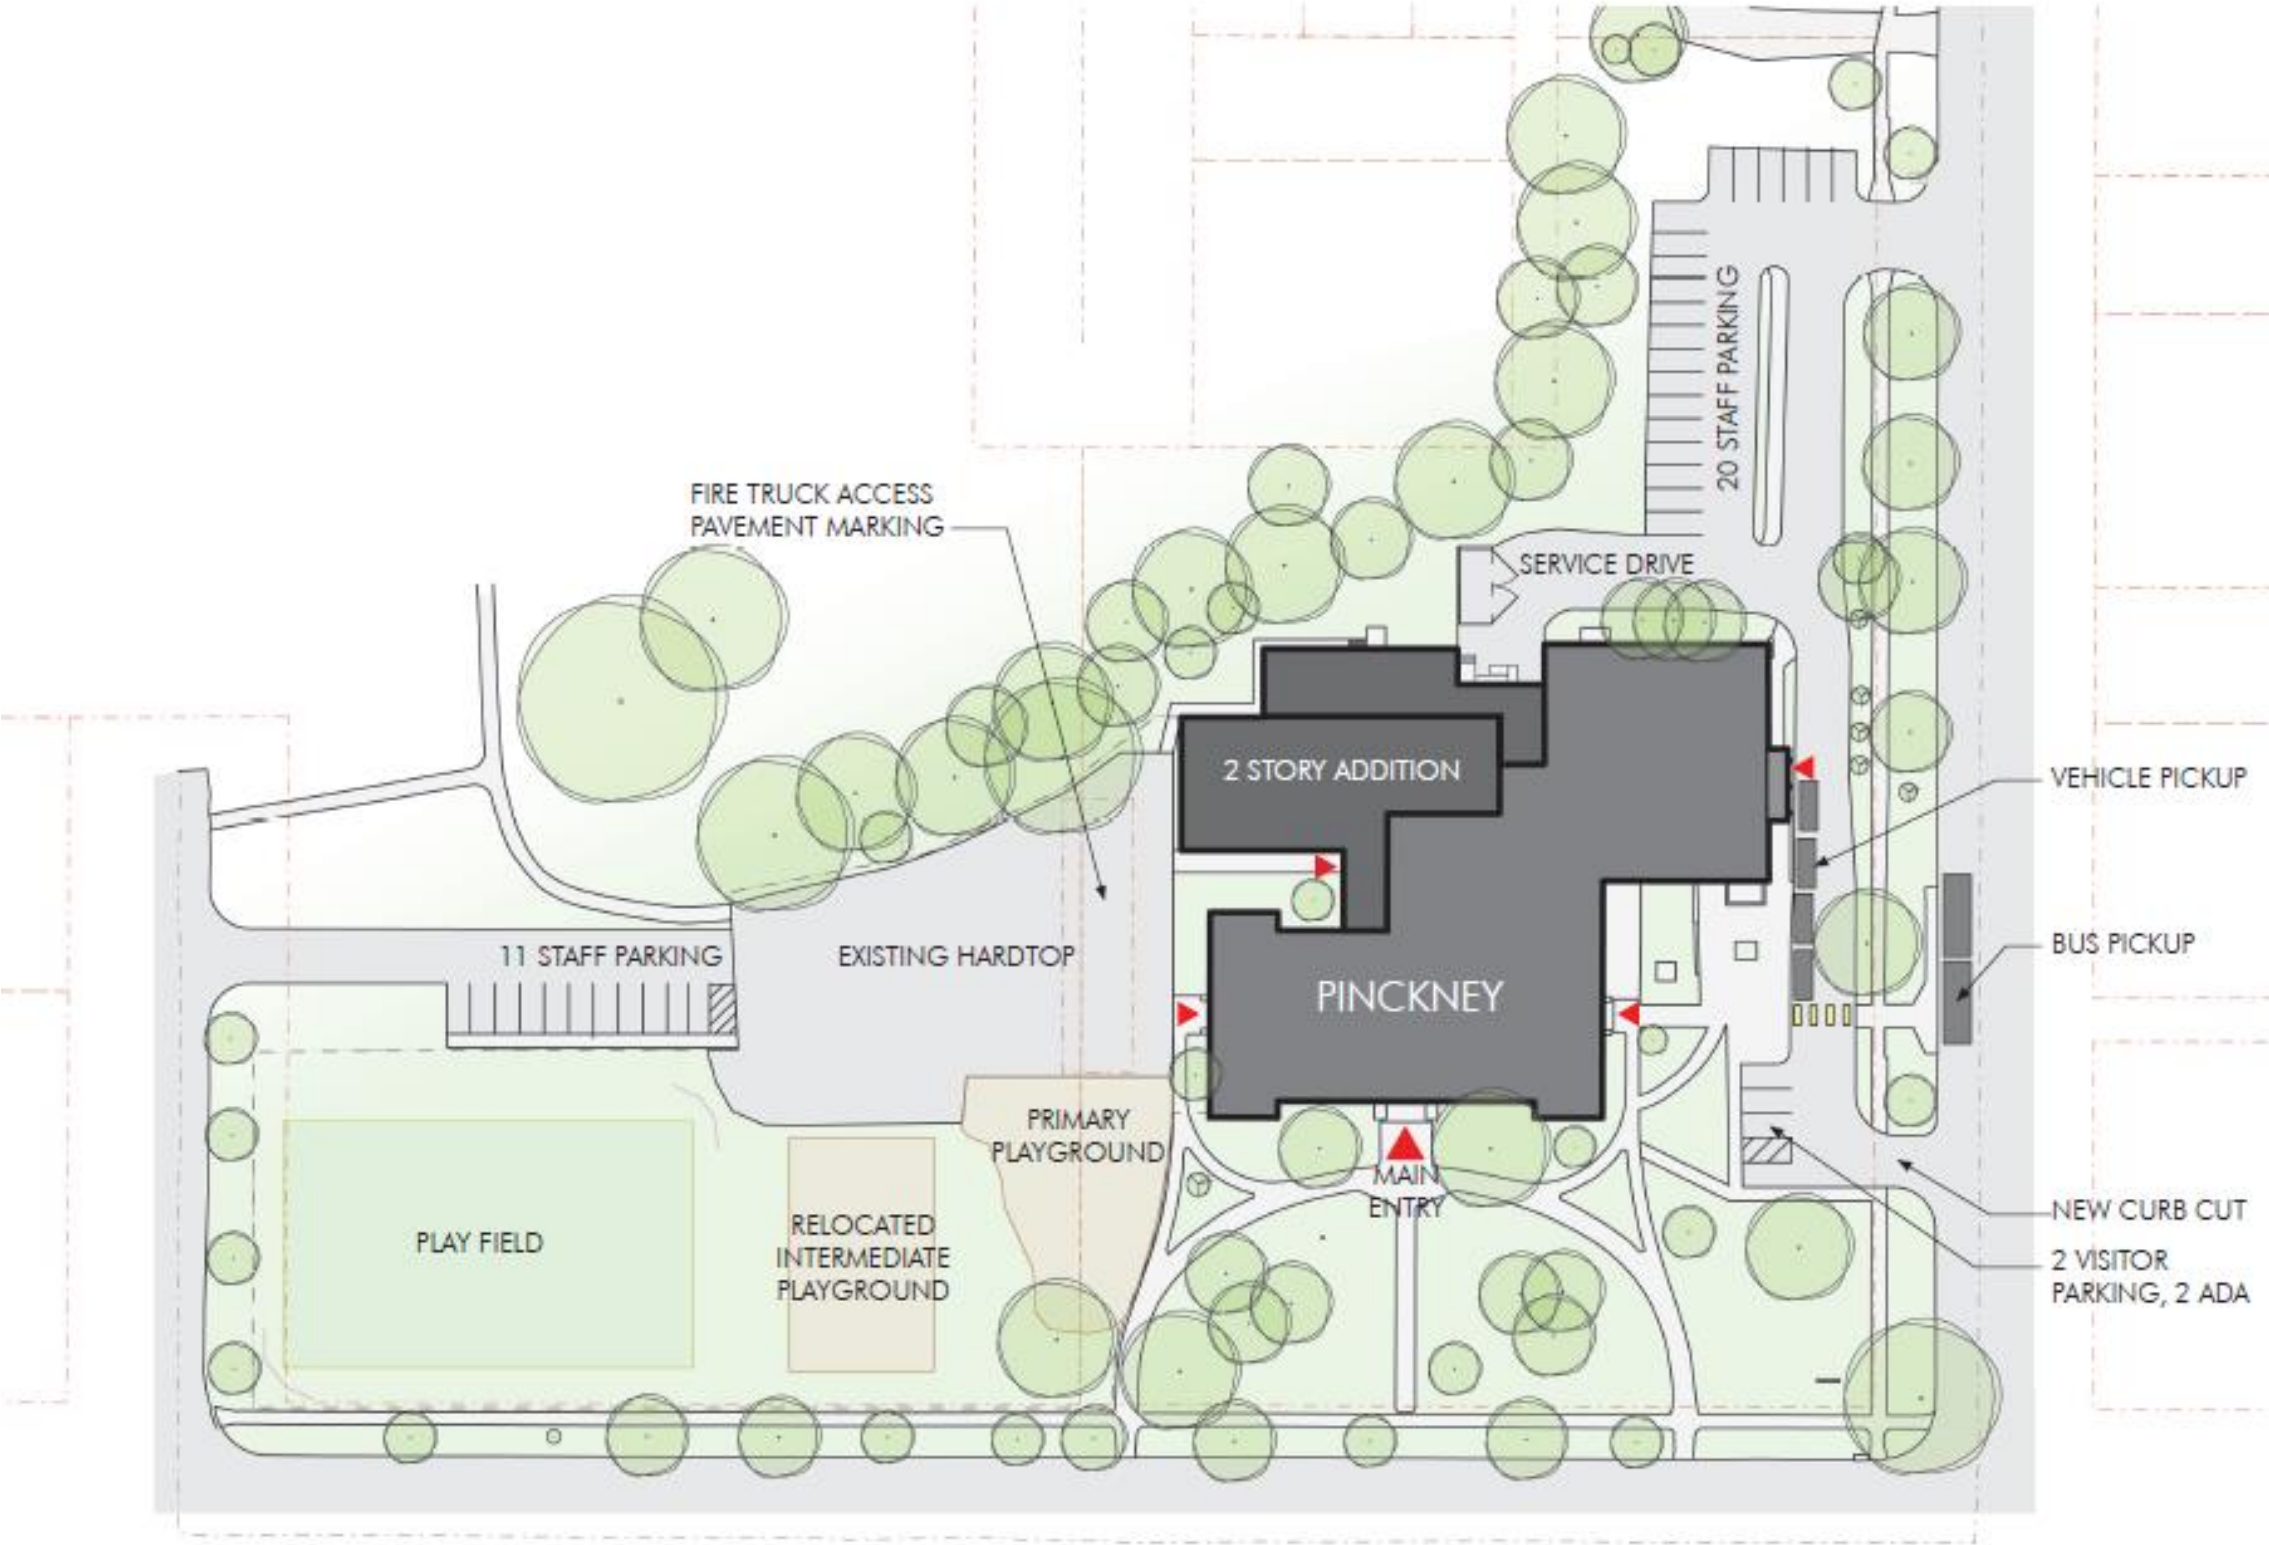 20 STAFF PARKING
FIRE TRUCK ACCESS
PAVEMENT MARKING
SERVICE DRIVE
2 STORY ADDITION
VEHICLE PICKUP
11 STAFF PARKING
EXISTING HARDTOP
BUS PICKUP
PINCKNEY
PRIMARY
PLAYGROUND
MAIN
ENTRY
PLAY FIELD
RELOCATED
INTERMEDIATE
PLAYGROUND
NEW CURB CUT
2 VISITOR
PARKING, 2 ADA